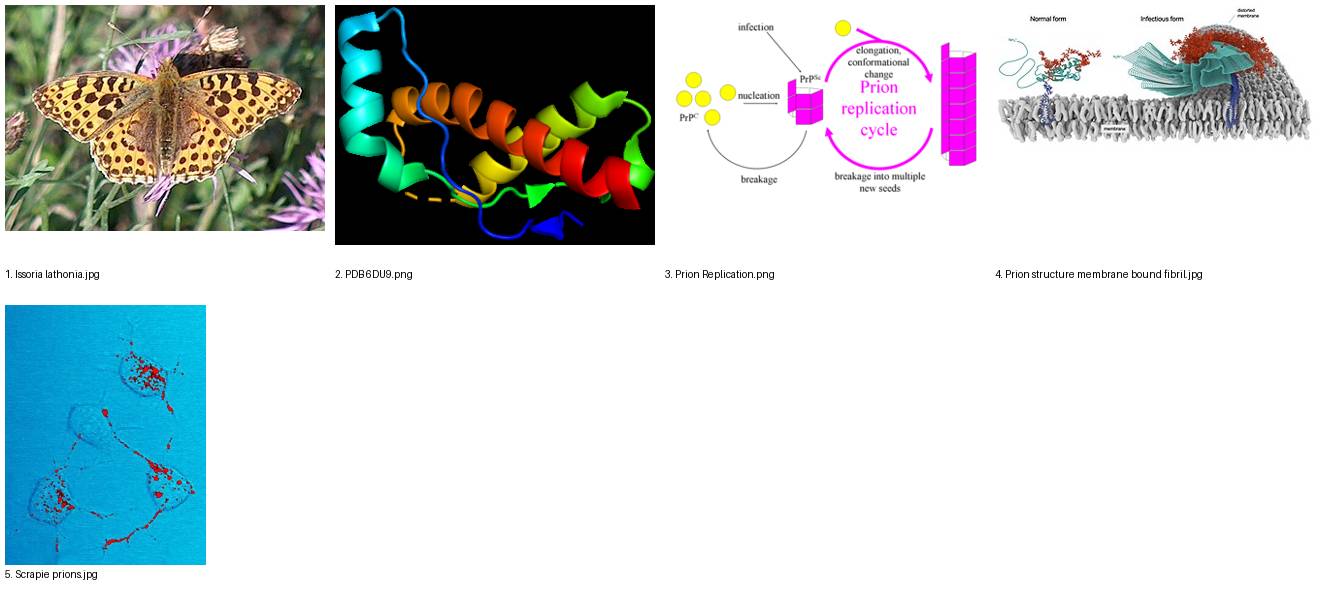 infection
PrP^Sc
elongation,
conformational
change
Prion
replication
cycle
nucleation
PrP^C
breakage
breakage into multiple
new seeds
Normal form
Infectious form
distorted
membrane
membrane
1. Issoria lathonia.jpg
2. PDB6DU9.png
3. Prion Replication.png
4. Prion structure membrane bound fibril.jpg
5. Scrapie prions.jpg